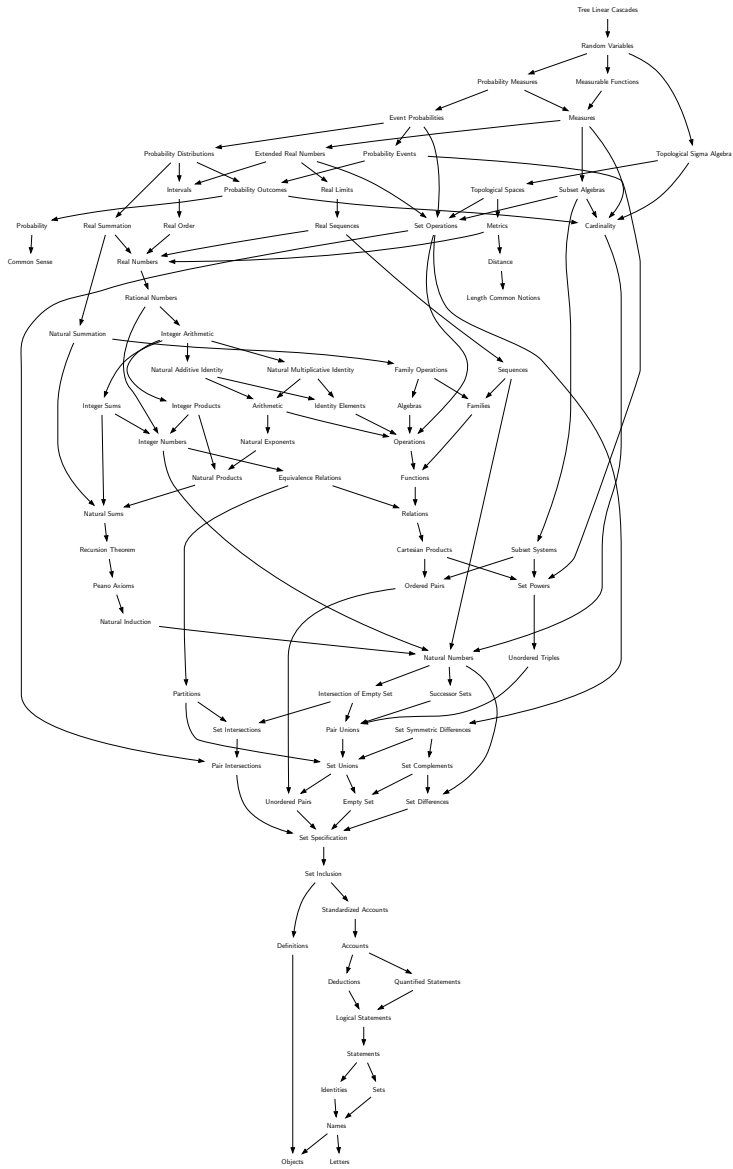 Tree Linear Cascades
Random Variables
Probability Measures
Measurable Functions
Event Probabilities
Measures
Probability Distributions
Extended Real Numbers
Probability Events
Topological Sigma Algebra
Intervals
Probability Outcomes
Real Limits
Topological Spaces
Subset Algebras
Probability
Real Summation
Real Order
Real Sequences
Set Operations
Metrics
Cardinality
Common Sense
Real Numbers
Distance
Rational Numbers
Length Common Notions
Natural Summation
Integer Arithmetic
Natural Additive Identity
Natural Multiplicative Identity
Family Operations
Sequences
Integer Sums
Integer Products
Arithmetic
Identity Elements
Algebras
Families
Integer Numbers
Natural Exponents
Operations
Natural Products
Equivalence Relations
Functions
Natural Sums
Relations
Recursion Theorem
Cartesian Products
Subset Systems
Peano Axioms
Ordered Pairs
Set Powers
Natural Induction
Natural Numbers
Unordered Triples
Partitions
Intersection of Empty Set
Successor Sets
Set Intersections
Pair Unions
Set Symmetric Differences
Pair Intersections
Set Unions
Set Complements
Unordered Pairs
Empty Set
Set Differences
Set Specification
Set Inclusion
Standardized Accounts
Definitions
Accounts
Deductions
Quantified Statements
Logical Statements
Statements
Identities
Sets
Names
Objects
Letters